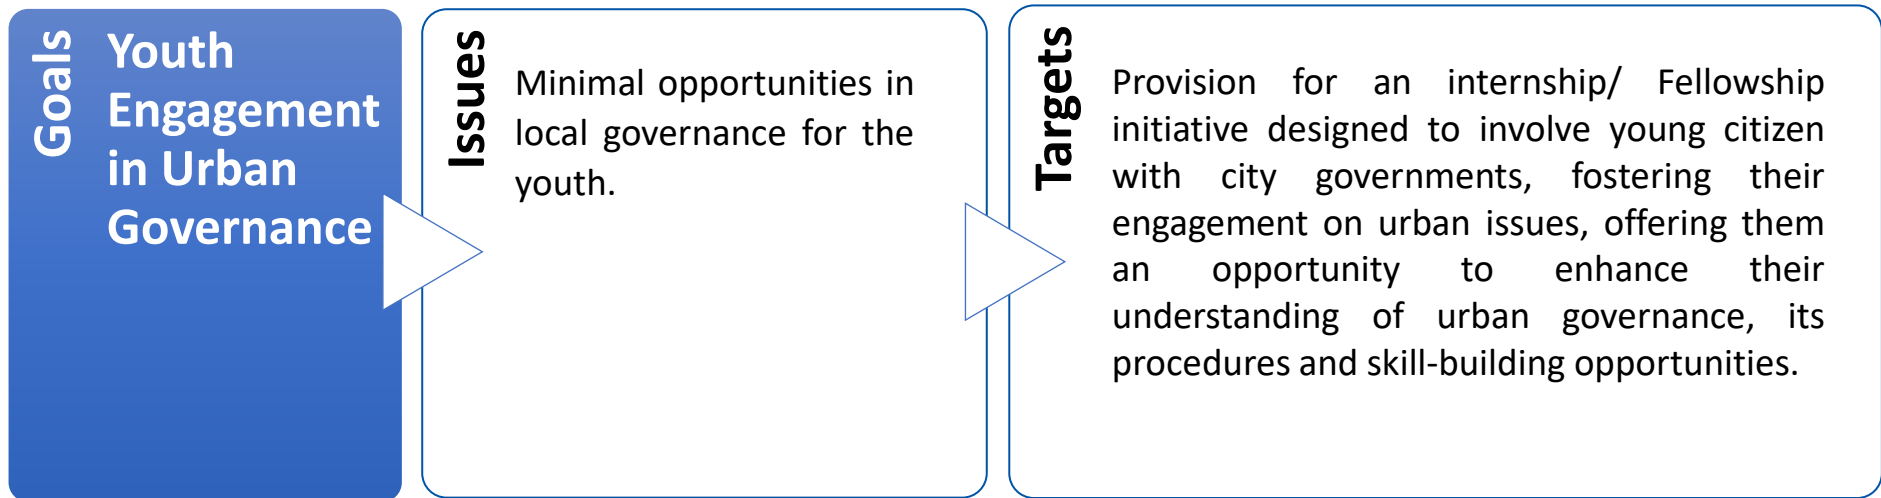 Goals
Youth
Engagement
in Urban
Governance
Issues
Minimal opportunities in
local governance for the
youth.
Targets
Provision for an internship/ Fellowship
initiative designed to involve young citizen
with city governments, fostering their
engagement on urban issues, offering them
an opportunity to enhance their
understanding of urban governance, its
procedures and skill-building opportunities.